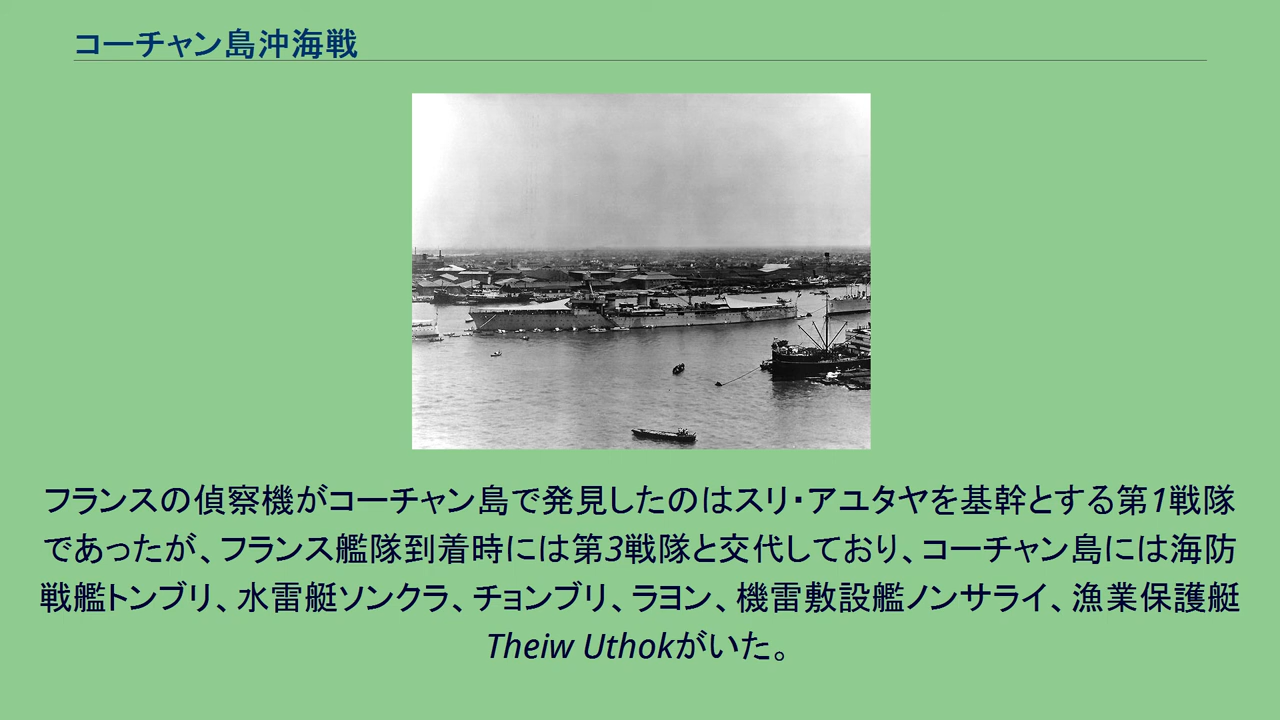 コーチャン島沖海戦
フランスの偵察機がコーチャン島で発見したのはスリ・アユタヤを基幹とする第1戦隊
であったが、フランス艦隊到着時には第3戦隊と交代しており、コーチャン島には海防
戦艦トンブリ、水雷艇ソンクラ、チョンブリ、ラヨン、機雷敷設艦ノンサライ、漁業保護艇
Theiw Uthokがいた。